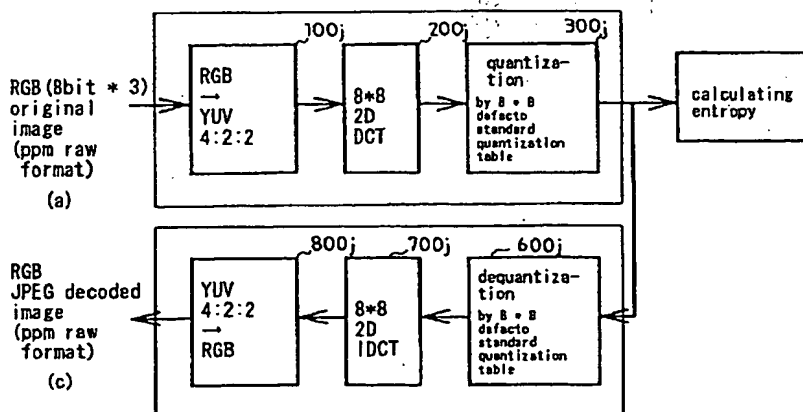 100j
200j
300j
RGB (8bit * 3)
original
image
(ppm raw
format)
(a)
RGB
→
YUV
4:2:2
8*8
2D
DCT
quantiza-
tion
by 8 * 8
defacto
standard
quantization
table
calculating
entropy
800j
700j
600j
RGB
JPEG decoded
image
(ppm raw
format)
(c)
YUV
4:2:2
→
RGB
8*8
2D
IDCT
dequantiza-
tion
by 8 * 8
defacto
standard
quantization
table